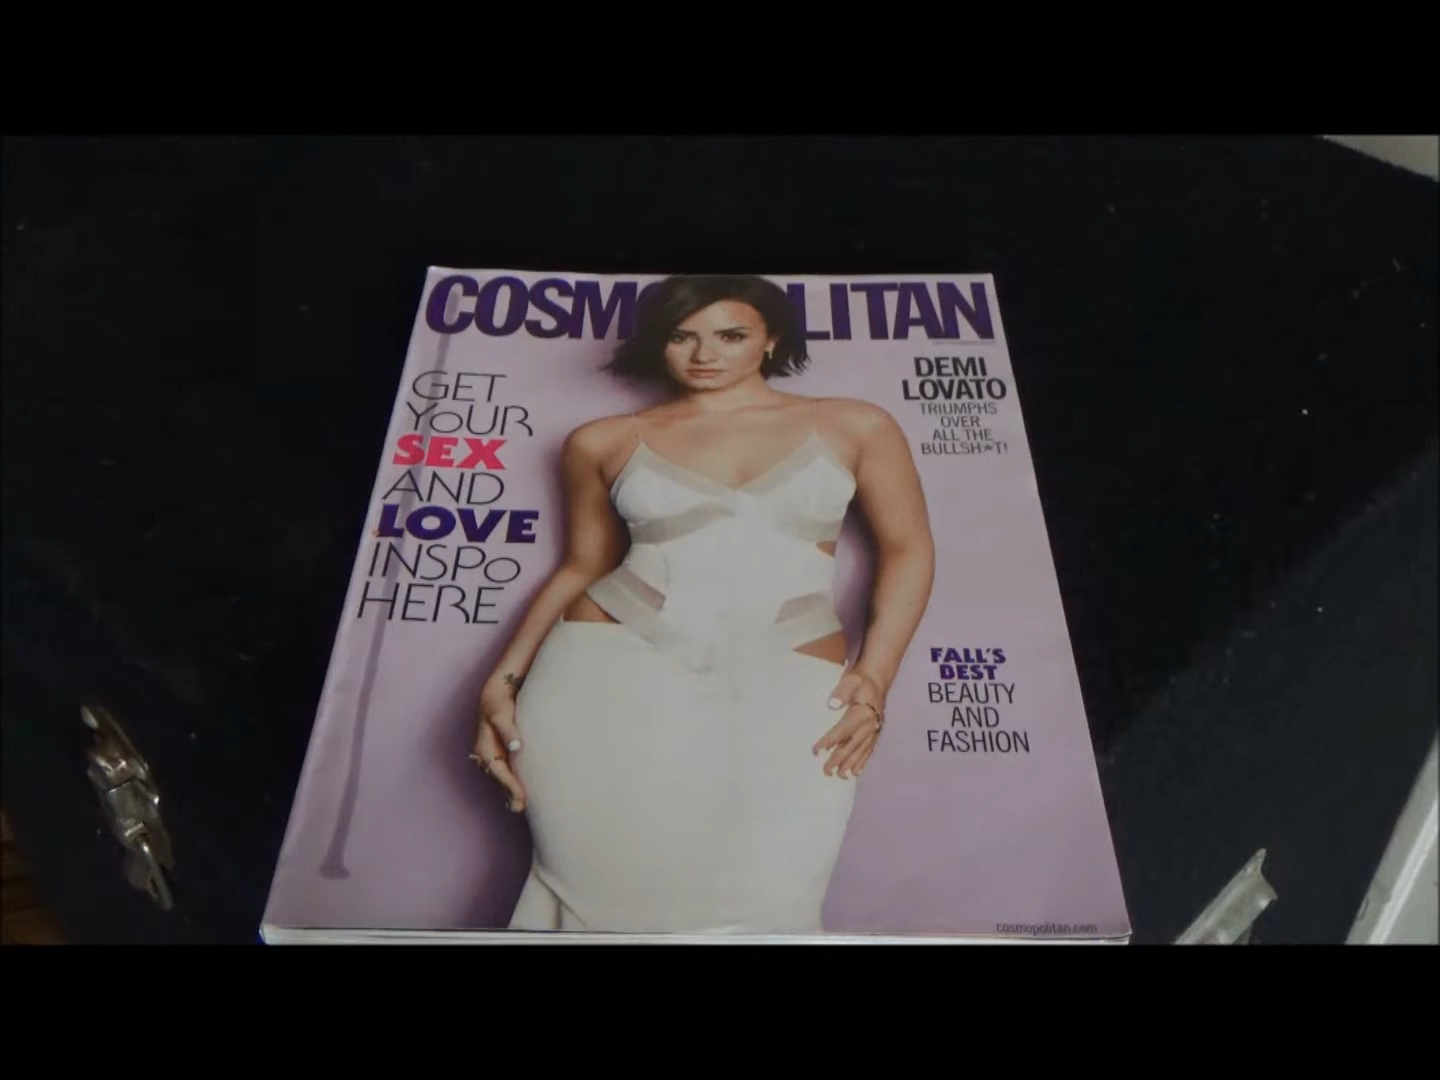 COSMOPOLITAN
GET
YOUR
SEX
AND
LOVE
INSPO
HERE
DEMI
LOVATO
TRIUMPHS
OVER
ALL THE
BULLSH*T!
FALL'S
BEST
BEAUTY
AND
FASHION
cosmopolitan.com